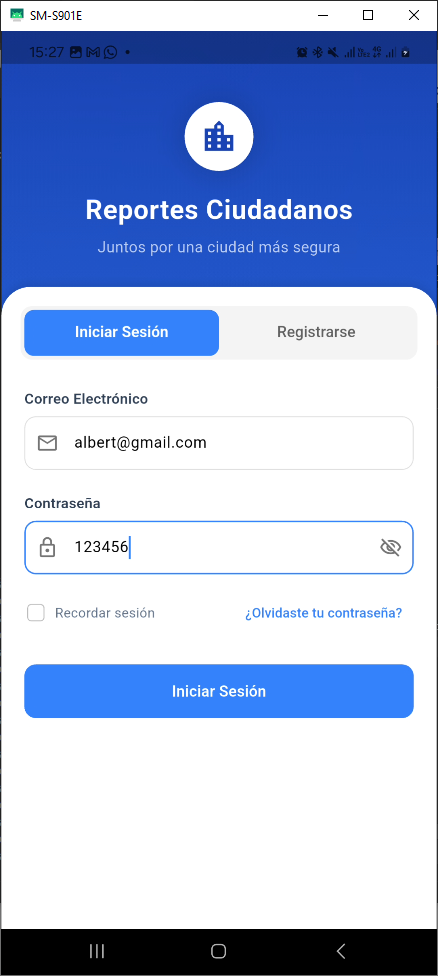 SM-S901E
15:27
Reportes Ciudadanos
Juntos por una ciudad más segura
Iniciar Sesión
Registrarse
Correo Electrónico
albert@gmail.com
Contraseña
123456
Recordar sesión
¿Olvidaste tu contraseña?
Iniciar Sesión